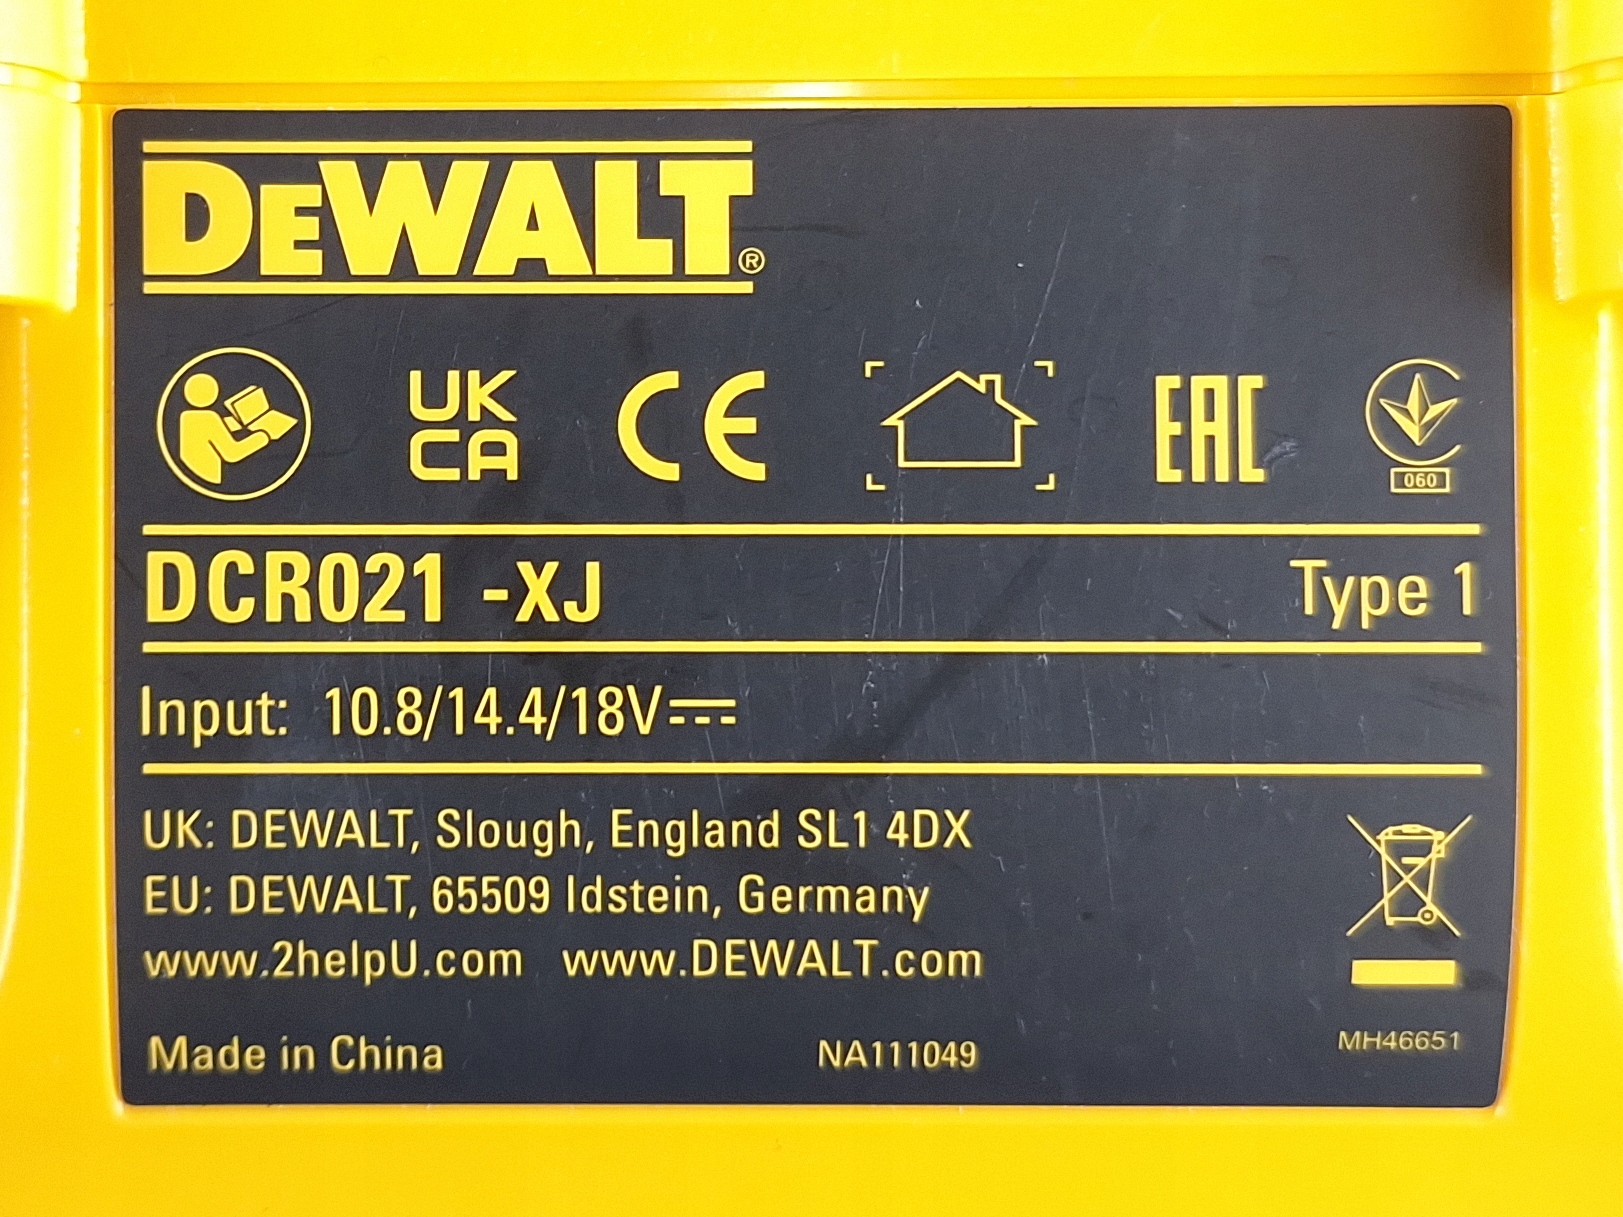 DEWALT®
UK CA CE EAC 060
DCR021 -XJ Type 1
Input: 10.8/14.4/18V
UK: DEWALT, Slough, England SL1 4DX
EU: DEWALT, 65509 Idstein, Germany
www.2helpU.com www.DEWALT.com
Made in China NA111049 MH46651